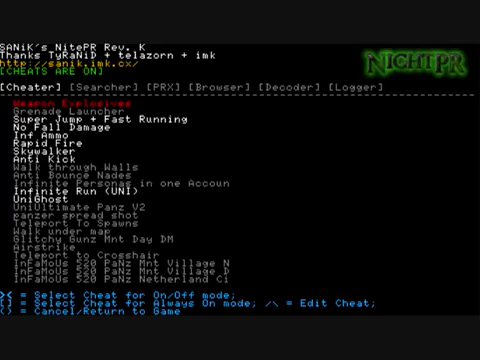 SANiK's NitePR Rev. K
Thanks TyRaNiD + telazorn + imk
http://sanik.imk.cx/
[CHEATS ARE ON]
NIGHTPR
[Cheater] [Searcher] [PRX] [Browser] [Decoder] [Logger]
Weapon Explosives
Grenade Launcher
Super Jump + Fast Running
No Fall Damage
Inf Ammo
Rapid Fire
Skywalker
Anti Kick
Walk through Walls
Anti Bounce Nades
Infinite Personas in one Accoun
Infinite Run (UNI)
UniGhost
UniUltimate Panz V2
panzer spread shot
Teleport To Spawns
Walk under map
Glitchy Gunz Mnt Day DM
Airstrike
Teleport to Crosshair
InFaMoUs 520 PaNz Mnt Village N
InFaMoUs 520 PaNz Mnt Village D
InFaMoUs 520 PaNz Netherland Ci
>< = Select Cheat for On/Off mode;
[] = Select Cheat for Always On mode; /\ = Edit Cheat;
() = Cancel/Return to Game